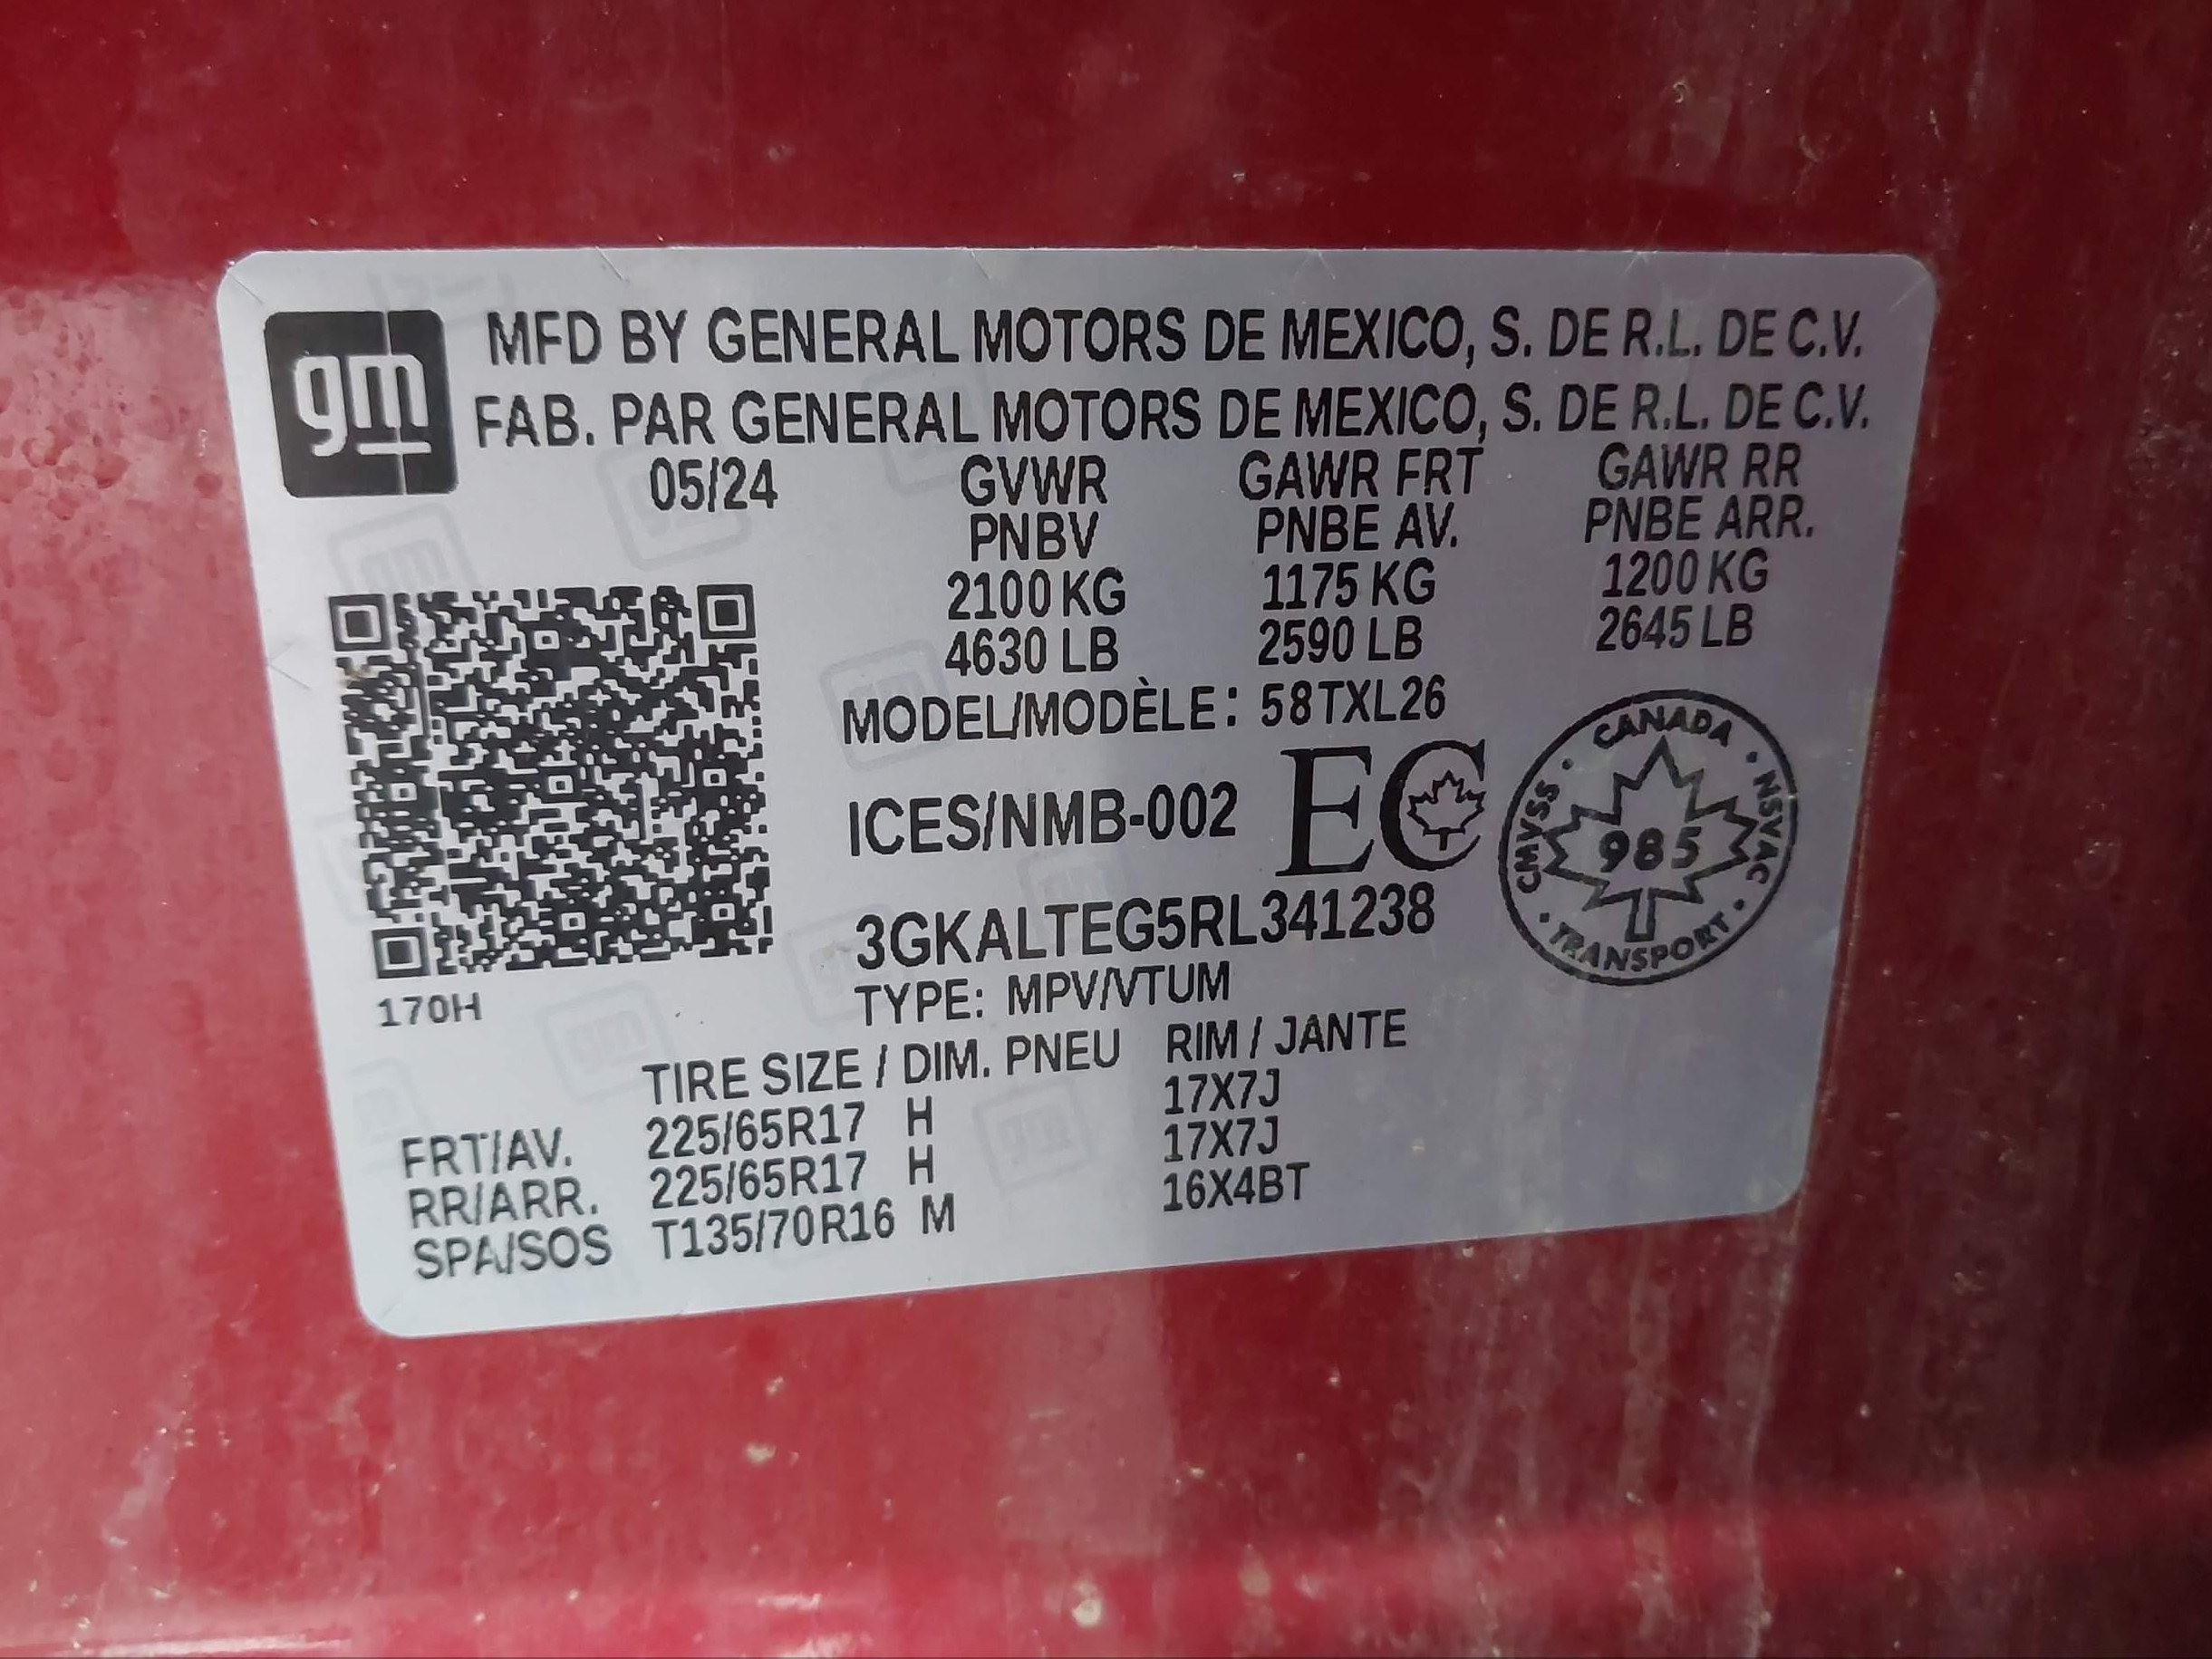 gm
MFD BY GENERAL MOTORS DE MEXICO, S. DE R.L. DE C.V.
FAB. PAR GENERAL MOTORS DE MEXICO, S. DE R.L. DE C.V.
05/24 GVWR GAWR FRT GAWR RR
PNBV PNBE AV. PNBE ARR.
2100 KG 1175 KG 1200 KG
4630 LB 2590 LB 2645 LB
MODEL/MODÈLE: 58TXL26
ICES/NMB-002 EC
CANADA · NSVAC · TRANSPORT · CMVSS ·
985
3GKALTEG5RL341238
170H
TYPE: MPV/VTUM
TIRE SIZE / DIM. PNEU RIM / JANTE
FRT/AV. 225/65R17 H 17X7J
RR/ARR. 225/65R17 H 17X7J
SPA/SOS T135/70R16 M 16X4BT